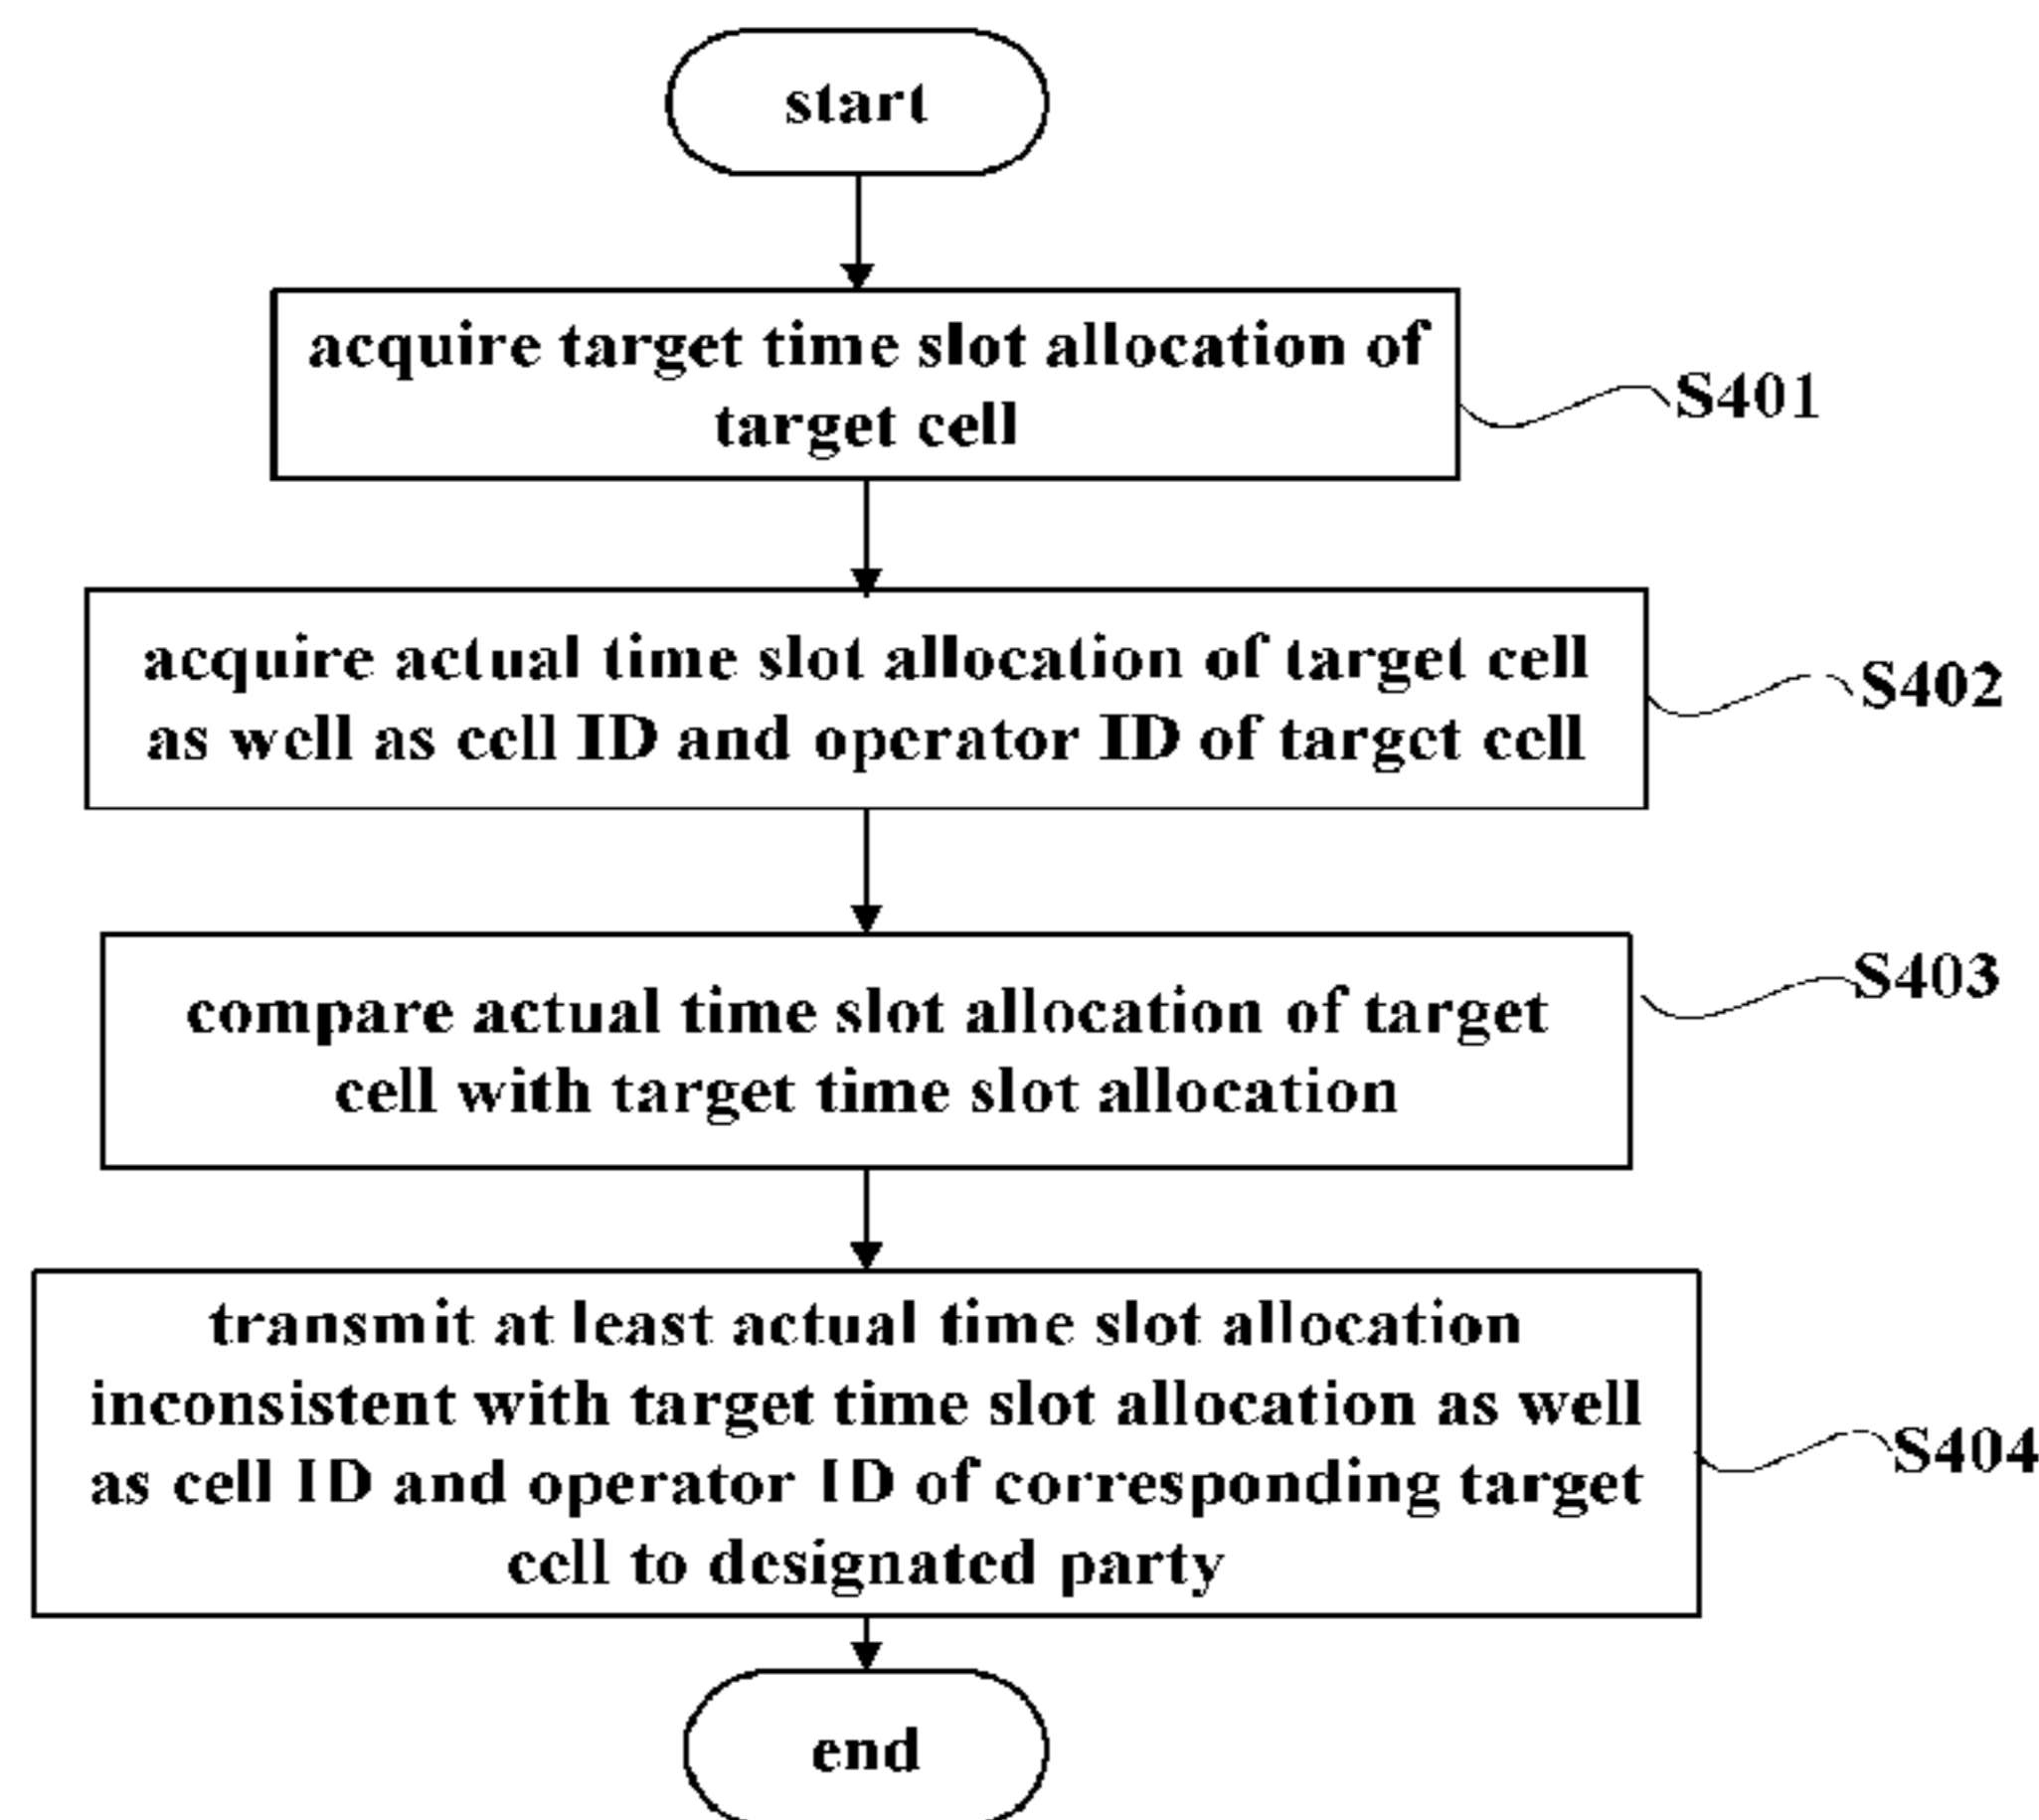 start
acquire target time slot allocation of
target cell
S401
acquire actual time slot allocation of target cell
as well as cell ID and operator ID of target cell
S402
compare actual time slot allocation of target
cell with target time slot allocation
S403
transmit at least actual time slot allocation
inconsistent with target time slot allocation as well
as cell ID and operator ID of corresponding target
cell to designated party
S404
end